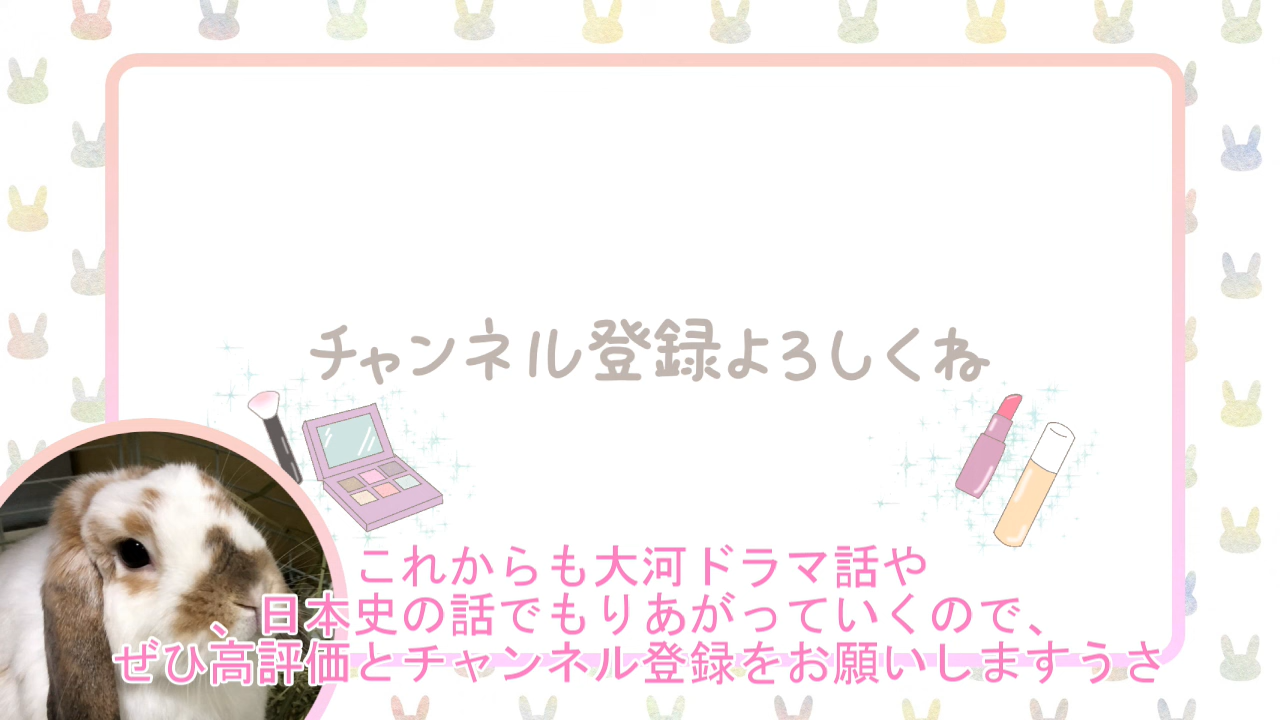 チャンネル登録よろしくね
これからも大河ドラマ話や
、日本史の話でもりあがっていくので、
ぜひ高評価とチャンネル登録をお願いしますうさ